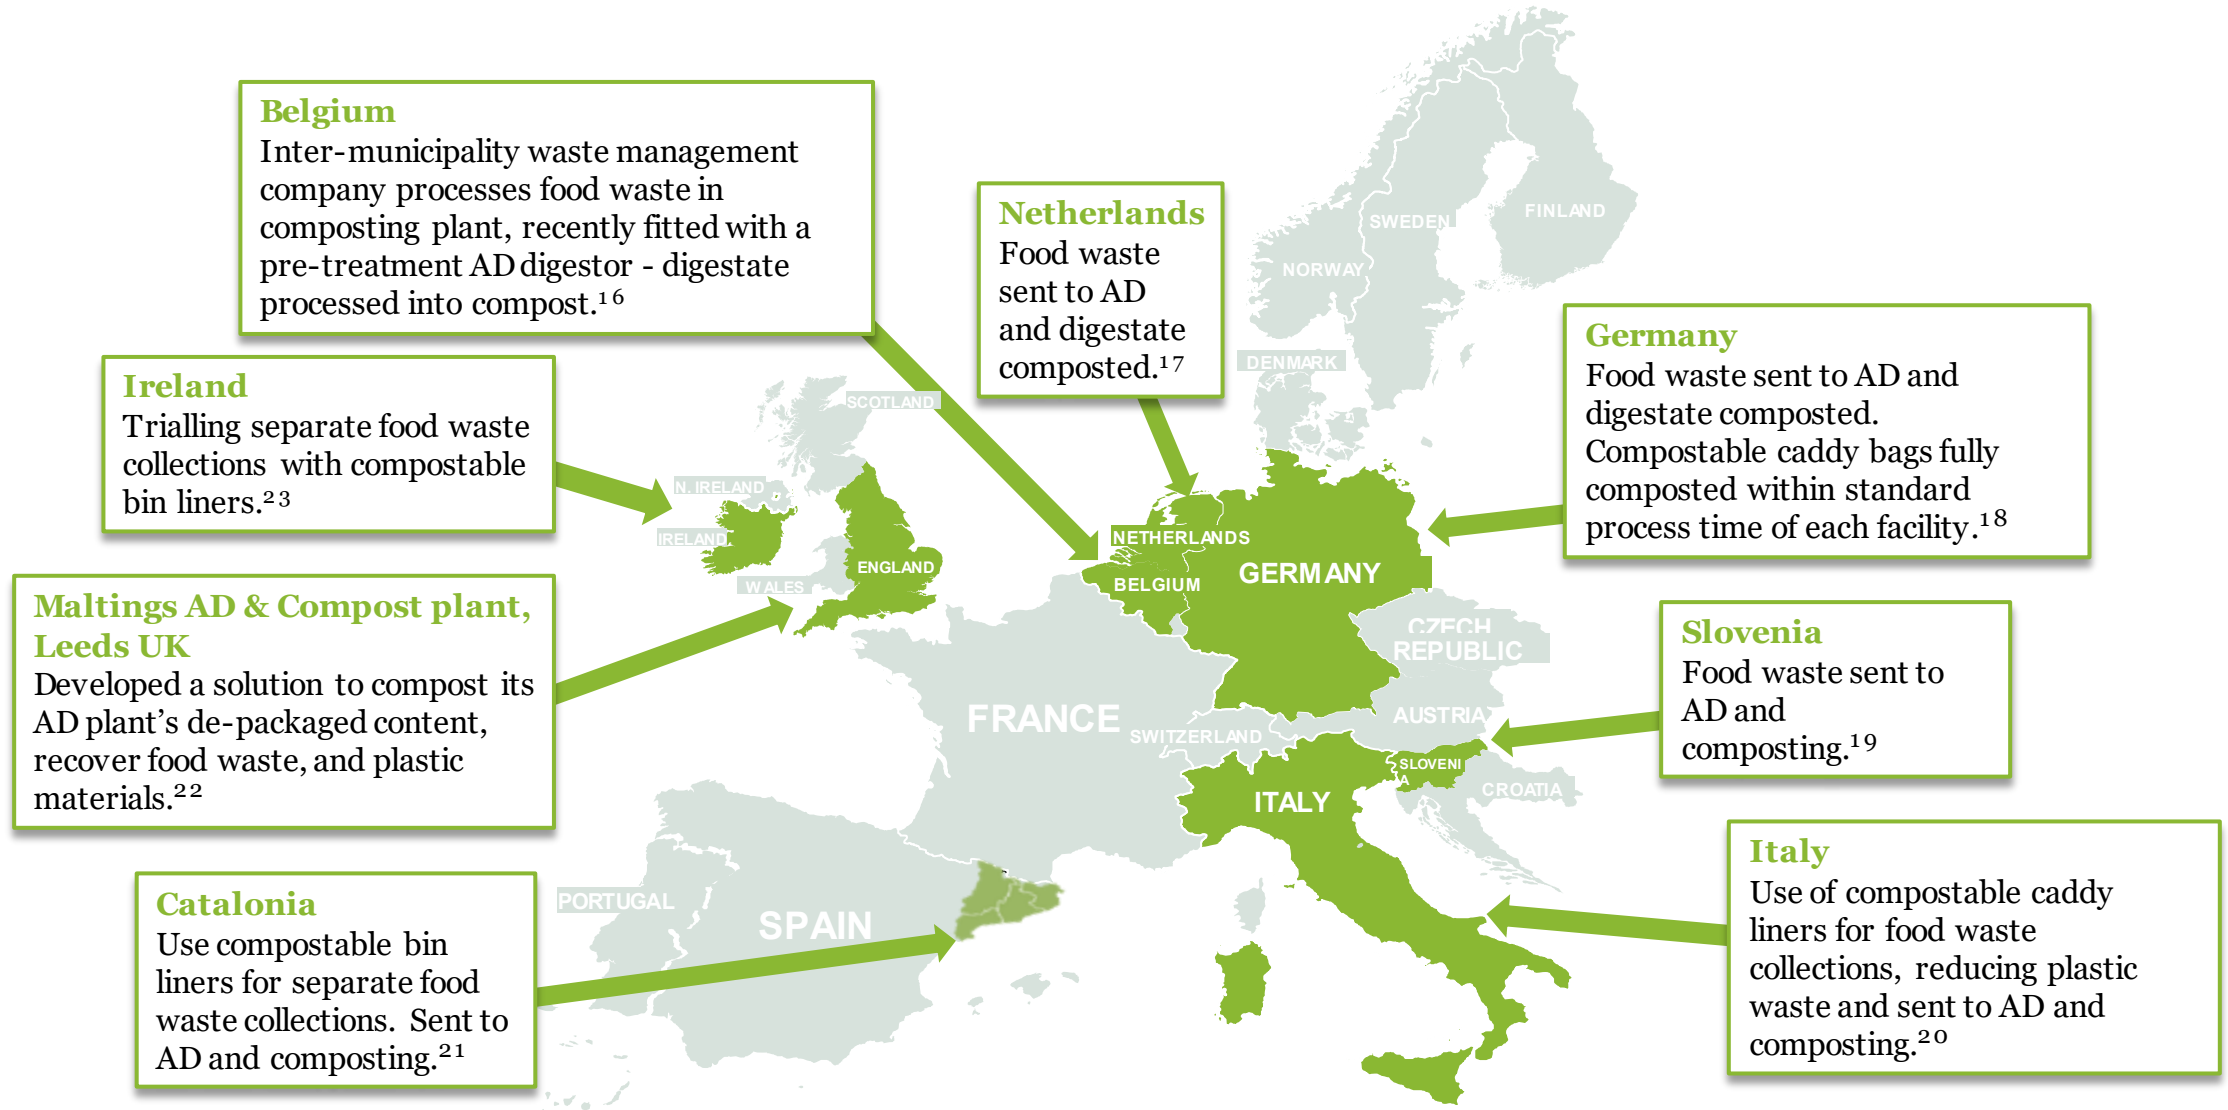 Belgium
Inter-municipality waste management
company processes food waste in
composting plant, recently fitted with a
pre-treatment AD digestor - digestate
processed into compost.¹⁶
Netherlands
Food waste
sent to AD
and digestate
composted.¹⁷
Germany
Food waste sent to AD and
digestate composted.
Compostable caddy bags fully
composted within standard
process time of each facility.¹⁸
Ireland
Trialling separate food waste
collections with compostable
bin liners.²³
Maltings AD & Compost plant,
Leeds UK
Developed a solution to compost its
AD plant’s de-packaged content,
recover food waste, and plastic
materials.²²
Slovenia
Food waste sent to
AD and
composting.¹⁹
Catalonia
Use compostable bin
liners for separate food
waste collections. Sent to
AD and composting.²¹
Italy
Use of compostable caddy
liners for food waste
collections, reducing plastic
waste and sent to AD and
composting.²⁰
FINLAND
SWEDEN
NORWAY
DENMARK
SCOTLAND
N. IRELAND
IRELAND
WALES
ENGLAND
NETHERLANDS
BELGIUM
GERMANY
CZECH
REPUBLIC
FRANCE
SWITZERLAND
AUSTRIA
SLOVENI
A
CROATIA
ITALY
PORTUGAL
SPAIN